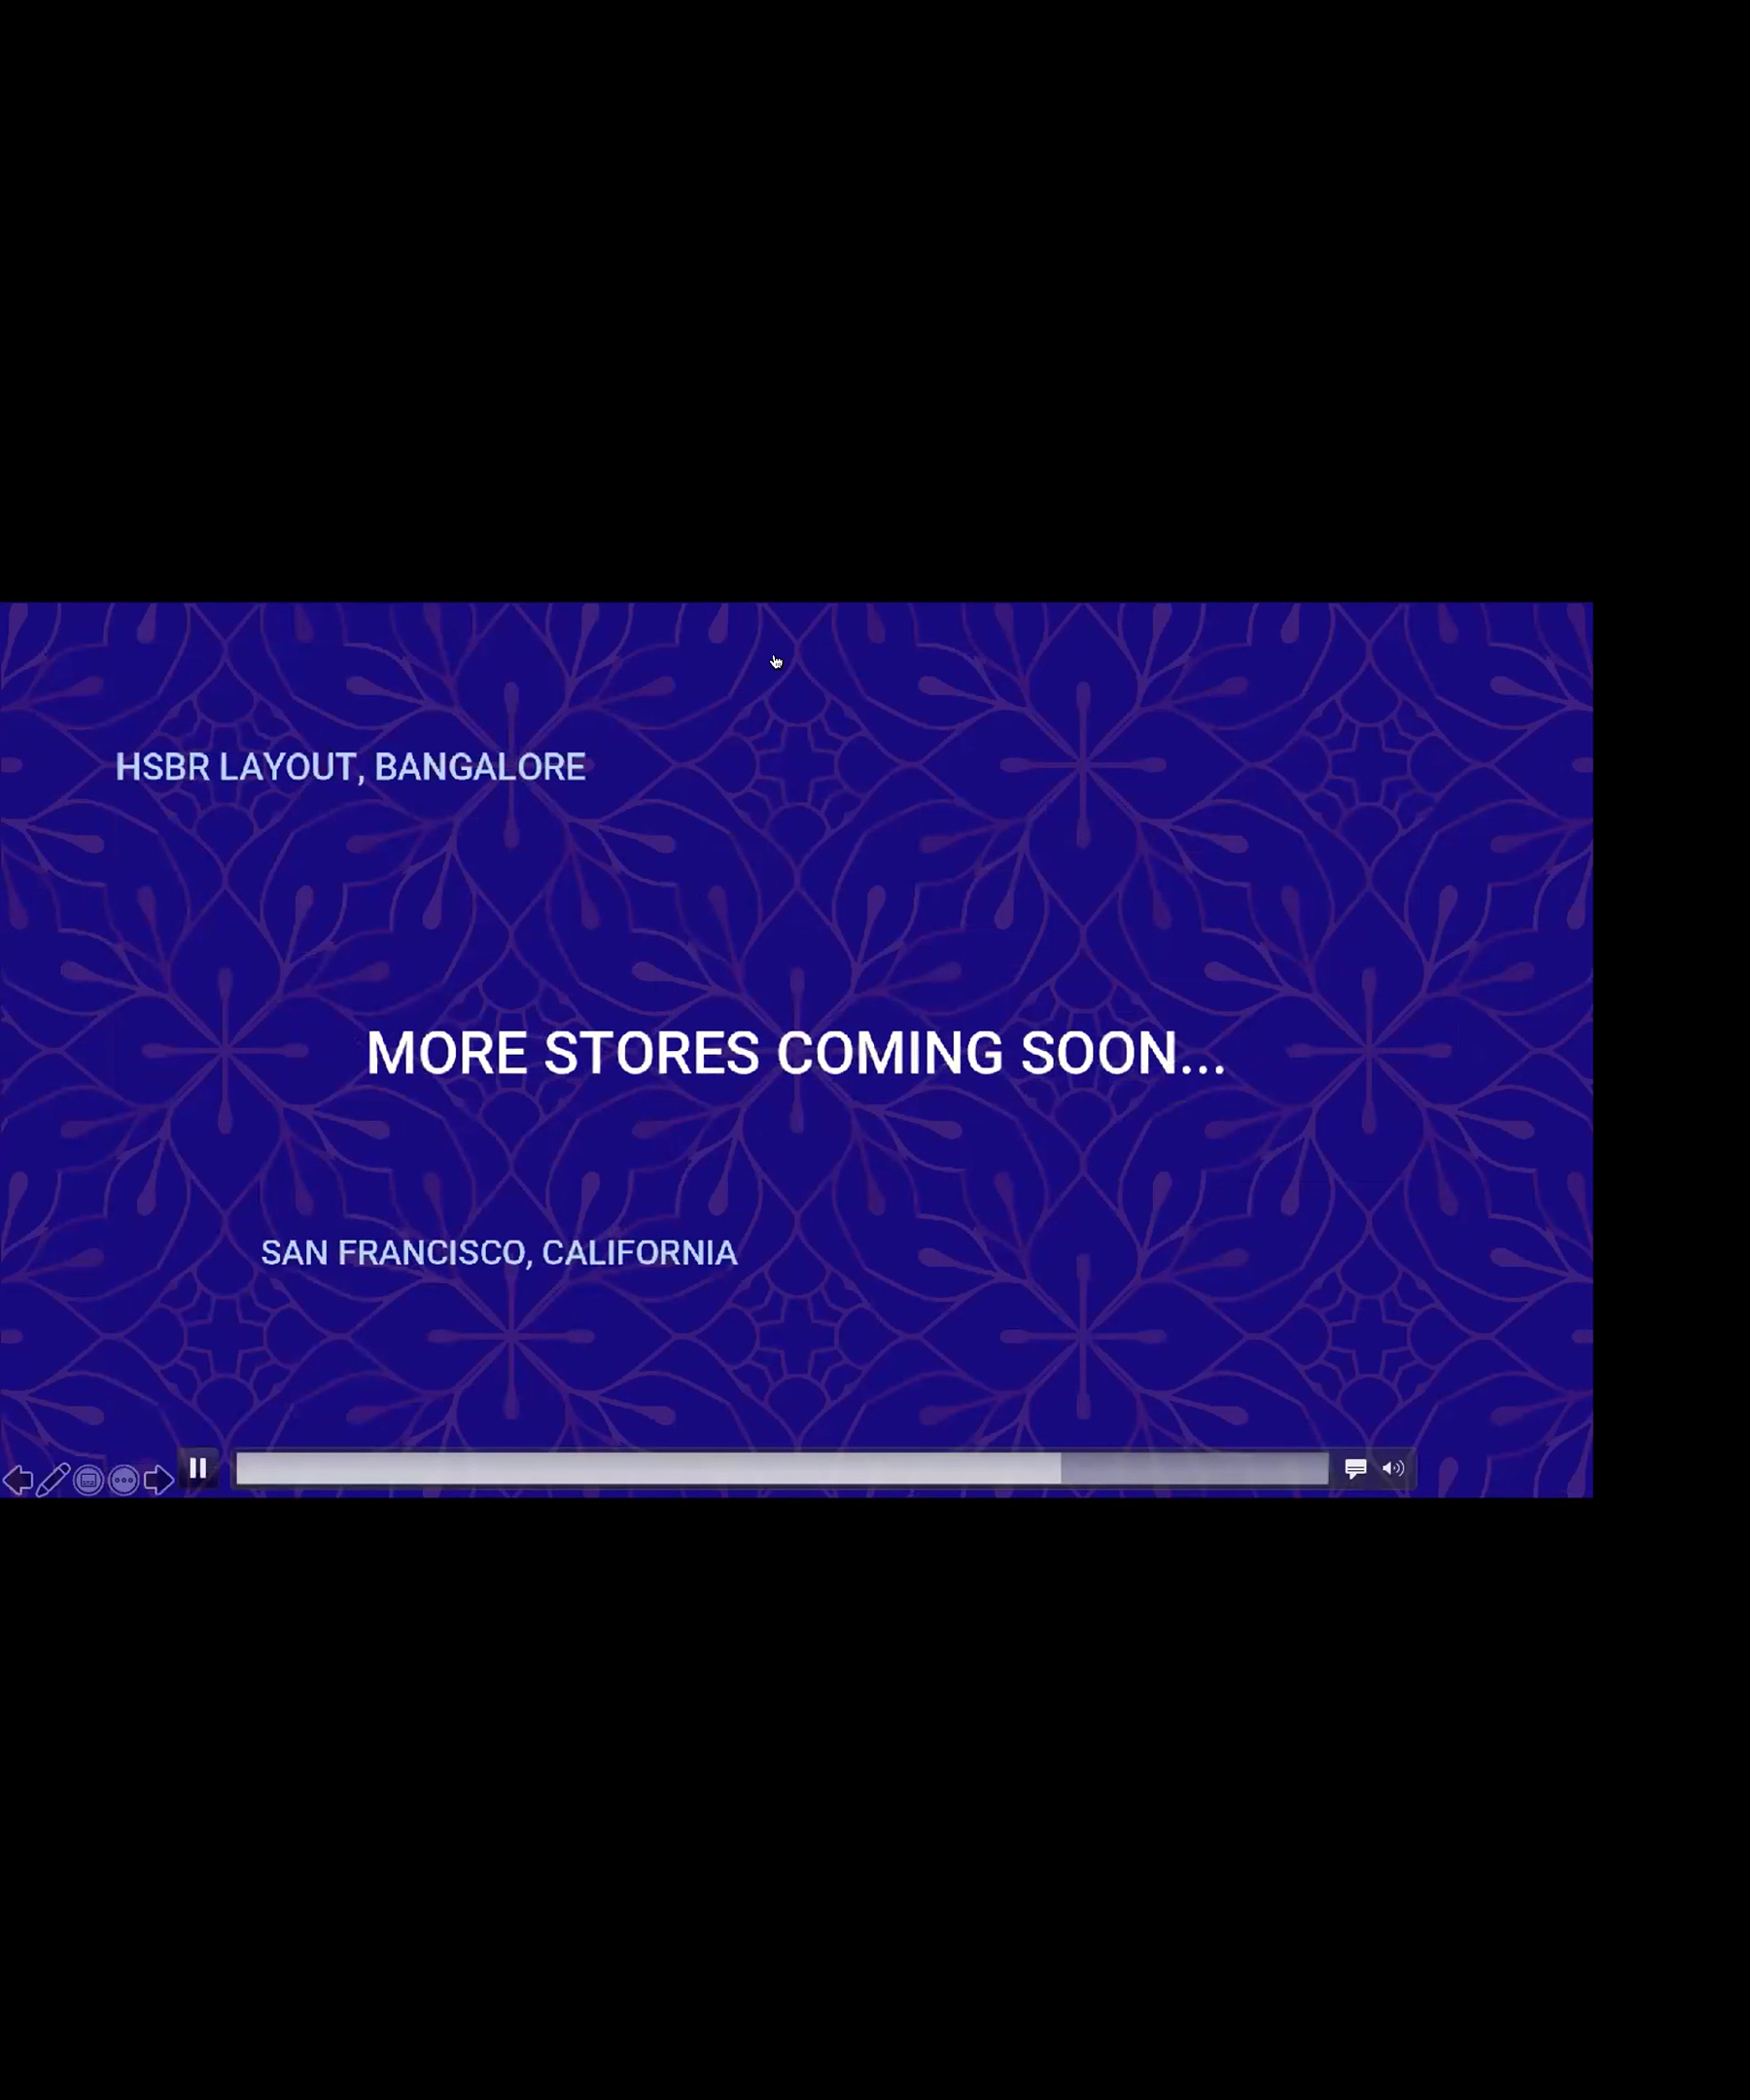 HSBR LAYOUT, BANGALORE
MORE STORES COMING SOON...
SAN FRANCISCO, CALIFORNIA